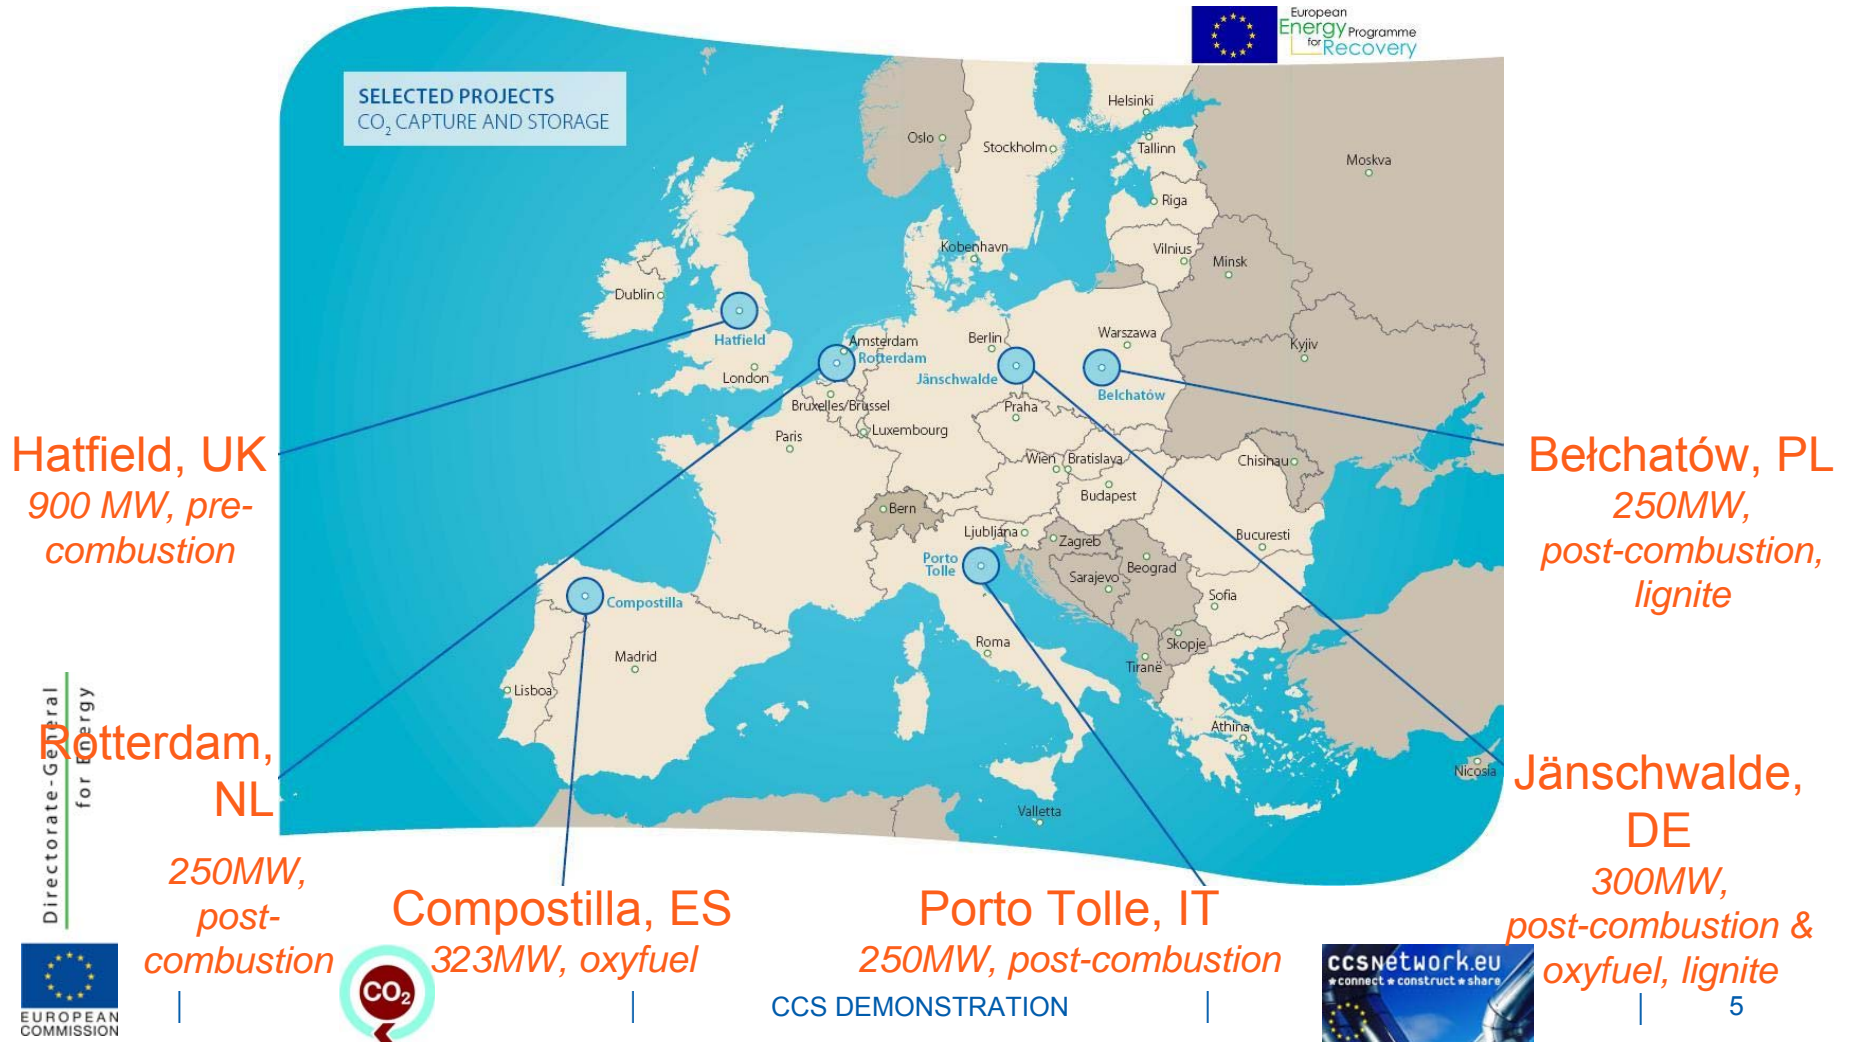 European
Energy Programme
for Recovery
SELECTED PROJECTS
CO₂ CAPTURE AND STORAGE
Helsinki
Oslo
Stockholm
Tallinn
Moskva
Riga
Kobenhavn
Vilnius
Minsk
Dublin
Hatfield
Amsterdam
Rotterdam
Berlin
Warszawa
Kyjiv
London
Jänschwalde
Belchatów
Bruxelles/Brüssel
Praha
Luxembourg
Paris
Wien
Bratislava
Chisinau
Budapest
Bern
Ljubljana
Zagreb
Bucuresti
Porto
Tolle
Sarajevo
Beograd
Compostilla
Sofia
Roma
Skopje
Madrid
Tiranë
Lisboa
Athina
Nicosia
Valletta
Hatfield, UK
900 MW, pre-
combustion
Bełchatów, PL
250MW,
post-combustion,
lignite
Directorate-General
for Energy
Rotterdam,
NL
250MW,
post-
combustion
Compostilla, ES
323MW, oxyfuel
Porto Tolle, IT
250MW, post-combustion
Jänschwalde,
DE
300MW,
post-combustion &
oxyfuel, lignite
EUROPEAN
COMMISSION
CO₂
CCS DEMONSTRATION
ccsnetwork.eu
★connect★construct★share
5